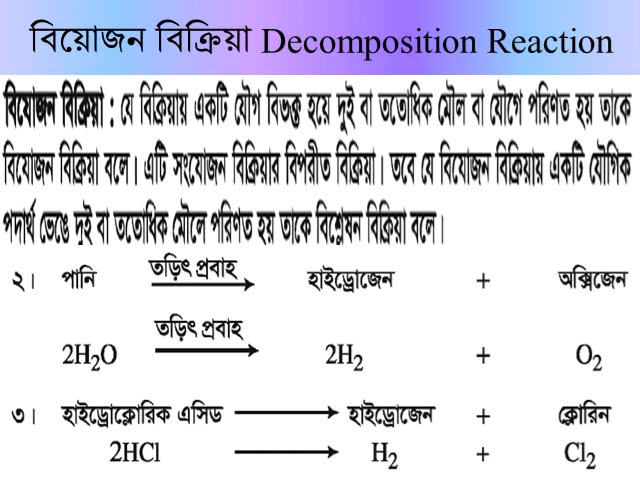 বিয়োজন বিক্রিয়া Decomposition Reaction
বিযোজন বিক্রিয়া : যে বিক্রিয়ায় একটি যৌগ বিভক্ত হয়ে দুই বা ততোধিক মৌল বা যৌগে পরিণত হয় তাকে
বিযোজন বিক্রিয়া বলে। এটি সংযোজন বিক্রিয়ার বিপরীত বিক্রিয়া। তবে যে বিযোজন বিক্রিয়ায় একটি যৌগিক
পদার্থ ভেঙে দুই বা ততোধিক মৌলে পরিণত হয় তাকে বিশ্লেষন বিক্রিয়া বলে।
২। পানি তড়িৎ প্রবাহ → হাইড্রোজেন + অক্সিজেন
2H₂O তড়িৎ প্রবাহ → 2H₂ + O₂
৩। হাইড্রোক্লোরিক এসিড → হাইড্রোজেন + ক্লোরিন
2HCl → H₂ + Cl₂